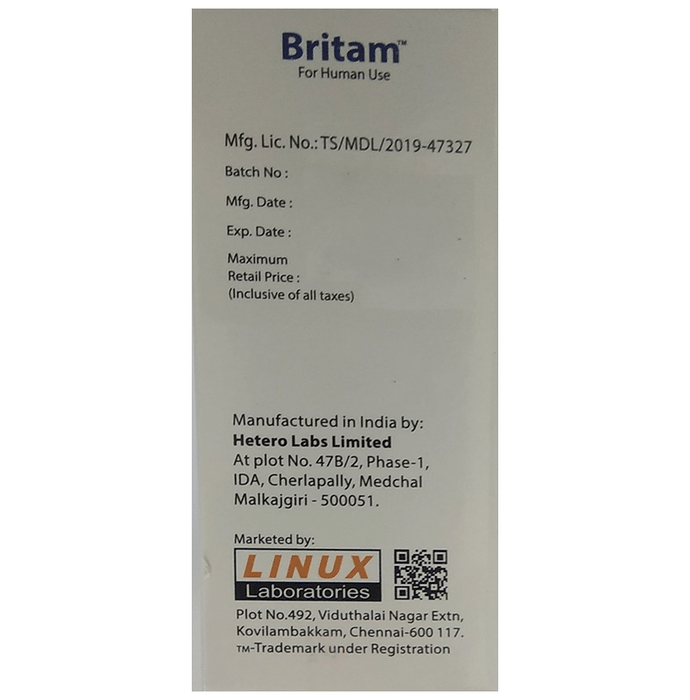 Britam™
For Human Use
Mfg. Lic. No.: TS/MDL/2019-47327
Batch No :
Mfg. Date :
Exp. Date :
Maximum
Retail Price :
(Inclusive of all taxes)
Manufactured in India by:
Hetero Labs Limited
At plot No. 47B/2, Phase-1,
IDA, Cherlapally, Medchal
Malkajgiri - 500051.
Marketed by:
LINUX
Laboratories
Plot No.492, Viduthalai Nagar Extn,
Kovilambakkam, Chennai-600 117.
TM-Trademark under Registration